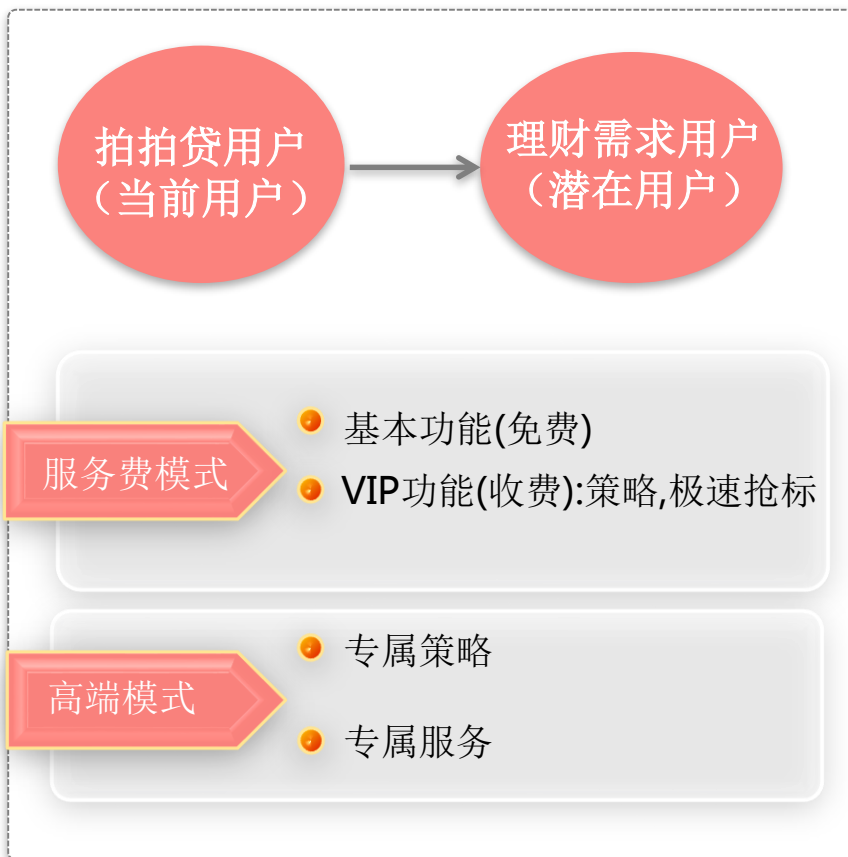 拍拍贷用户
（当前用户）
理财需求用户
（潜在用户）
服务费模式
基本功能(免费)
VIP功能(收费):策略,极速抢标
高端模式
专属策略
专属服务